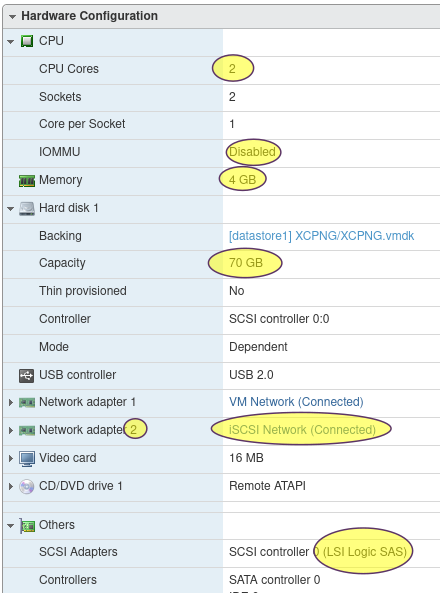 Hardware Configuration
CPU
CPU Cores 2
Sockets 2
Core per Socket 1
IOMMU Disabled
Memory 4 GB
Hard disk 1
Backing [datastore1] XCPNG/XCPNG.vmdk
Capacity 70 GB
Thin provisioned No
Controller SCSI controller 0:0
Mode Dependent
USB controller USB 2.0
Network adapter 1 VM Network (Connected)
Network adapter 2 iSCSI Network (Connected)
Video card 16 MB
CD/DVD drive 1 Remote ATAPI
Others
SCSI Adapters SCSI controller 0 (LSI Logic SAS)
Controllers SATA controller 0